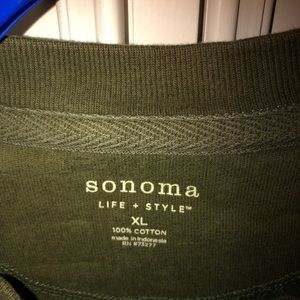 sonoma
LIFE + STYLE™
XL
100% COTTON
made in Indonesia
RN #73277